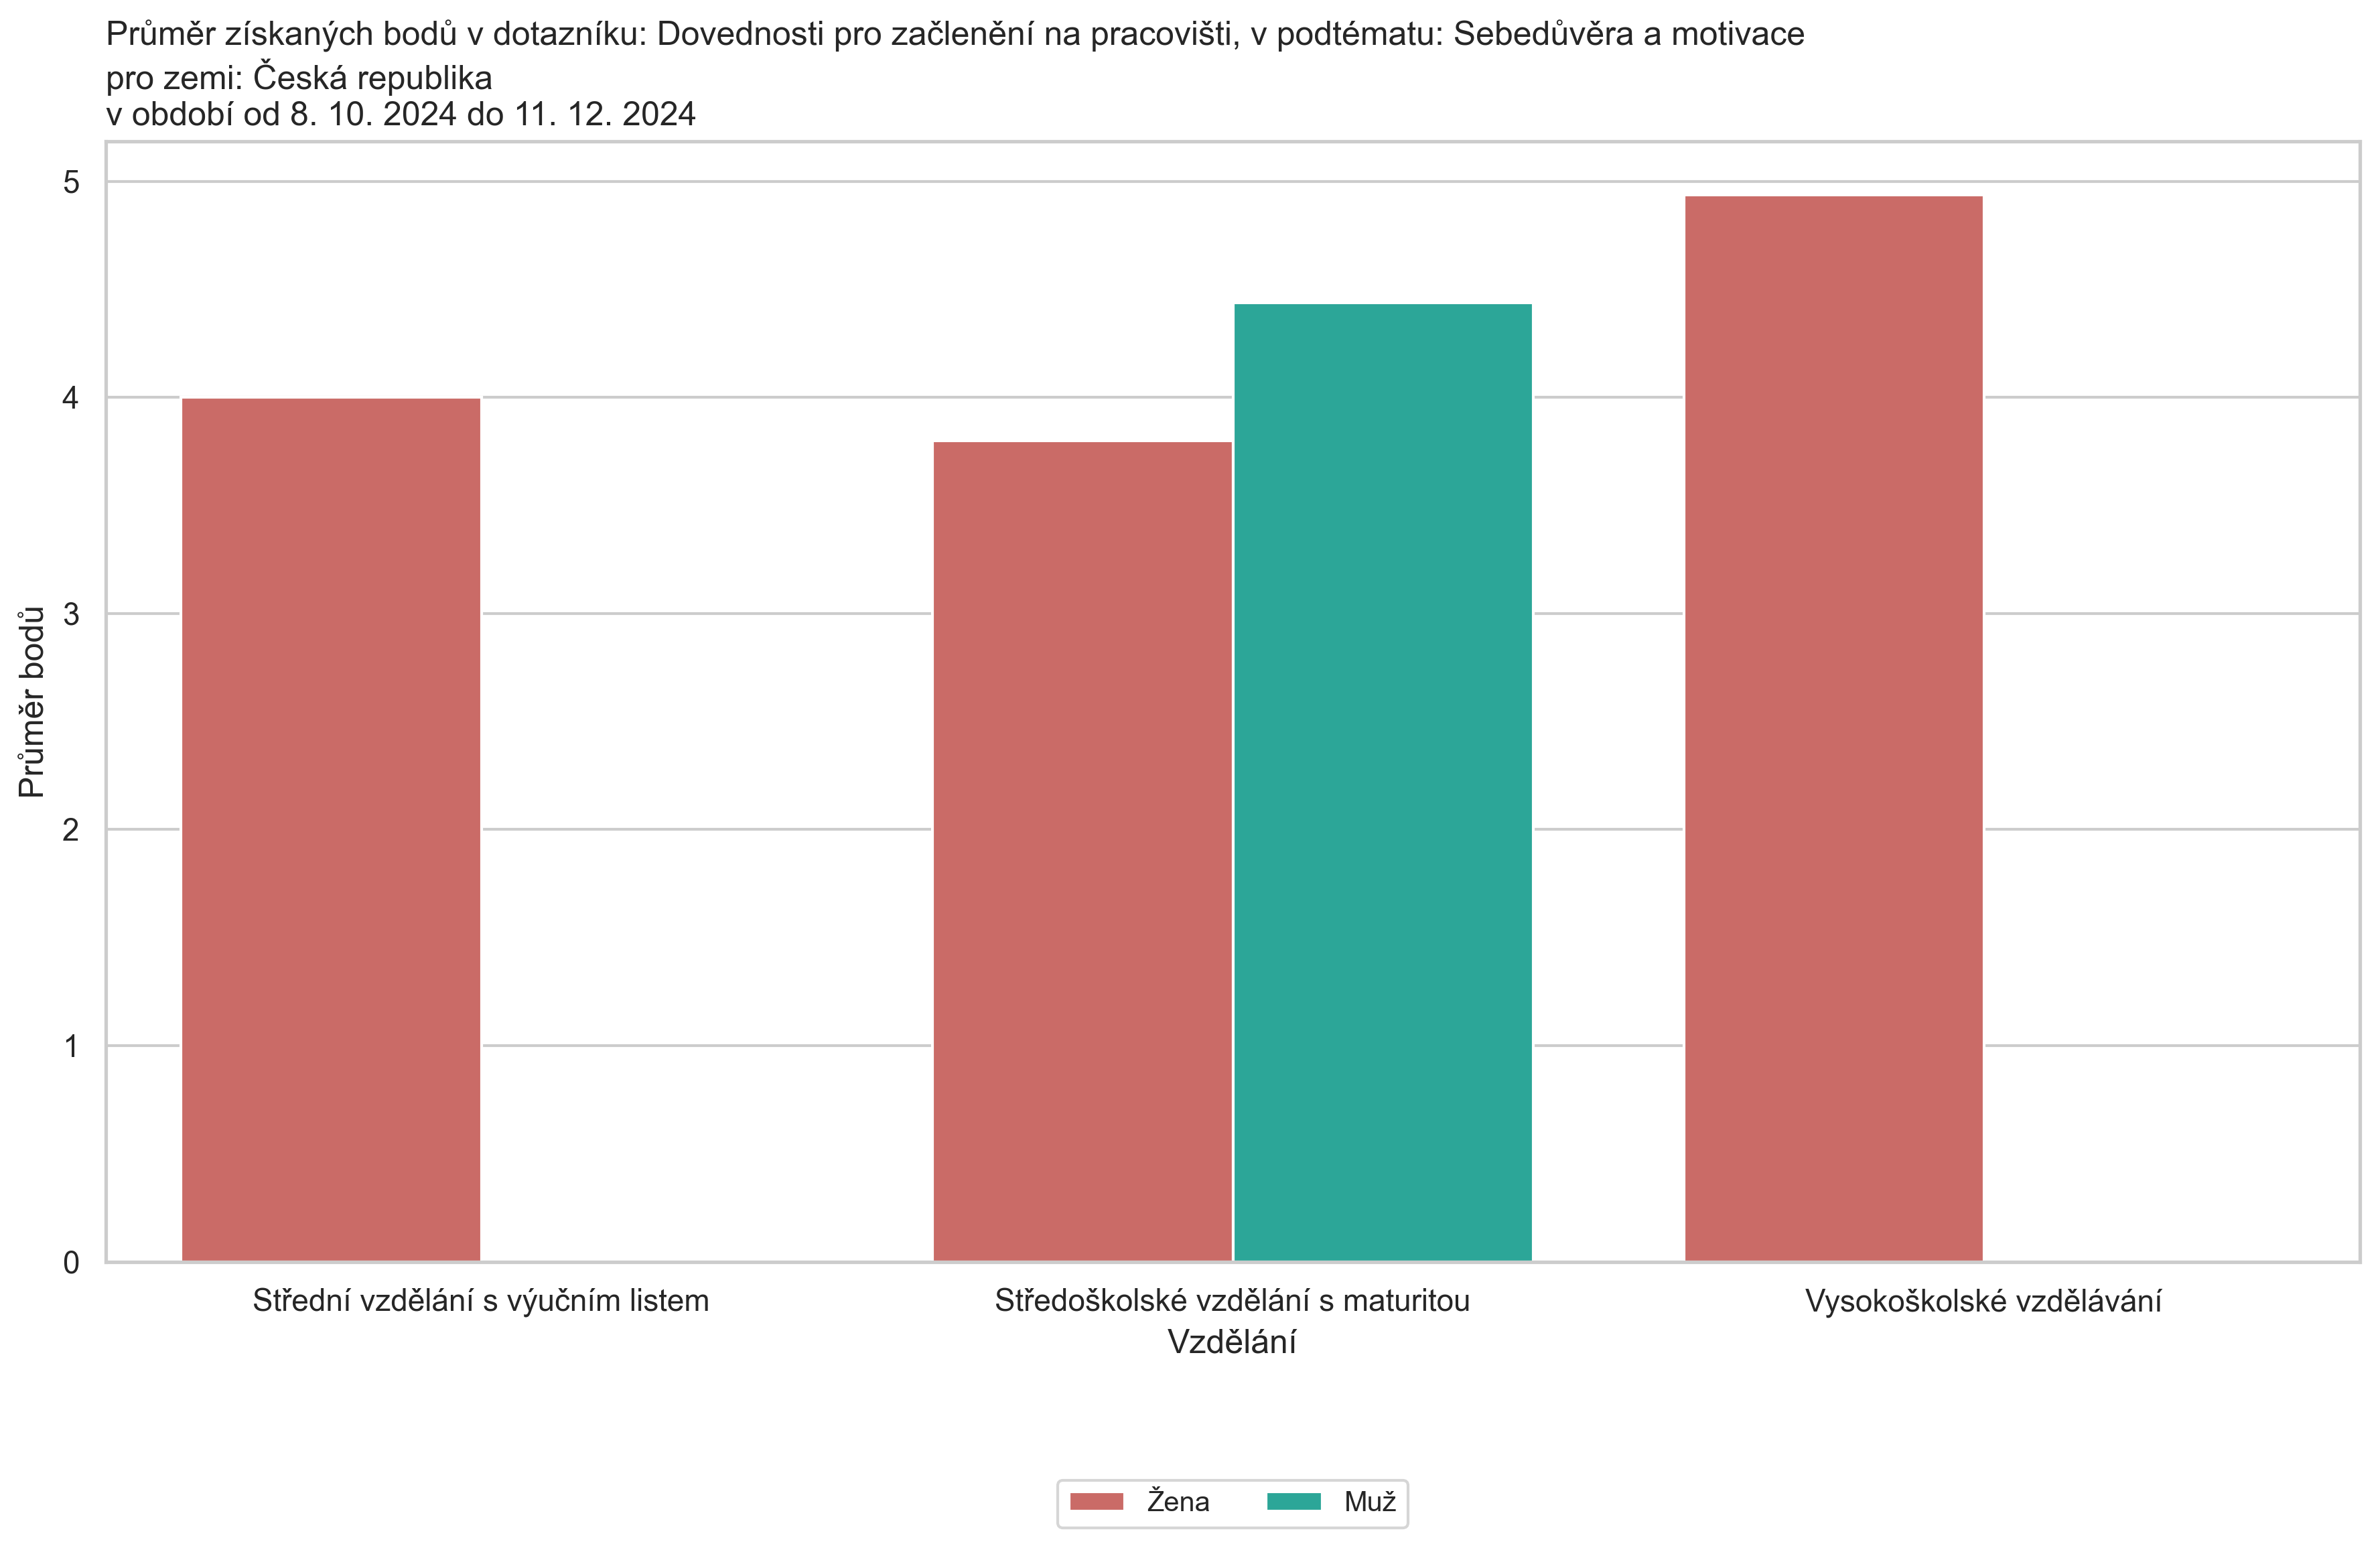 Průměr získaných bodů v dotazníku: Dovednosti pro začlenění na pracovišti, v podtématu: Sebedůvěra a motivace
pro zemi: Česká republika
v období od 8. 10. 2024 do 11. 12. 2024
5
4
3
2
1
0
Průměr bodů
Střední vzdělání s výučním listem
Středoškolské vzdělání s maturitou
Vysokoškolské vzdělávání
Vzdělání
Žena
Muž